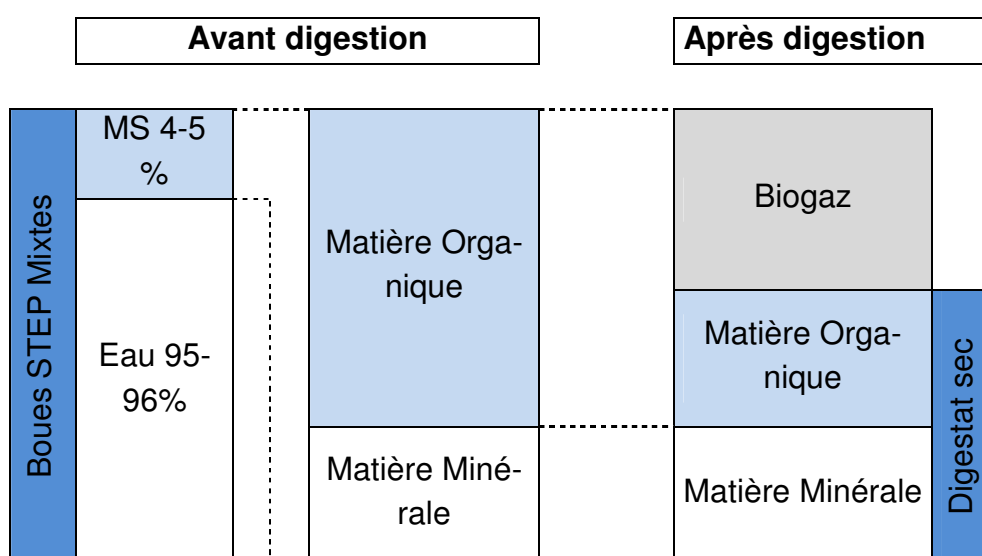 Avant digestion
Après digestion
Boues STEP Mixtes
MS 4-5
%
Eau 95-
96%
Matière Orga-
nique
Matière Miné-
rale
Biogaz
Matière Orga-
nique
Matière Minérale
Digestat sec